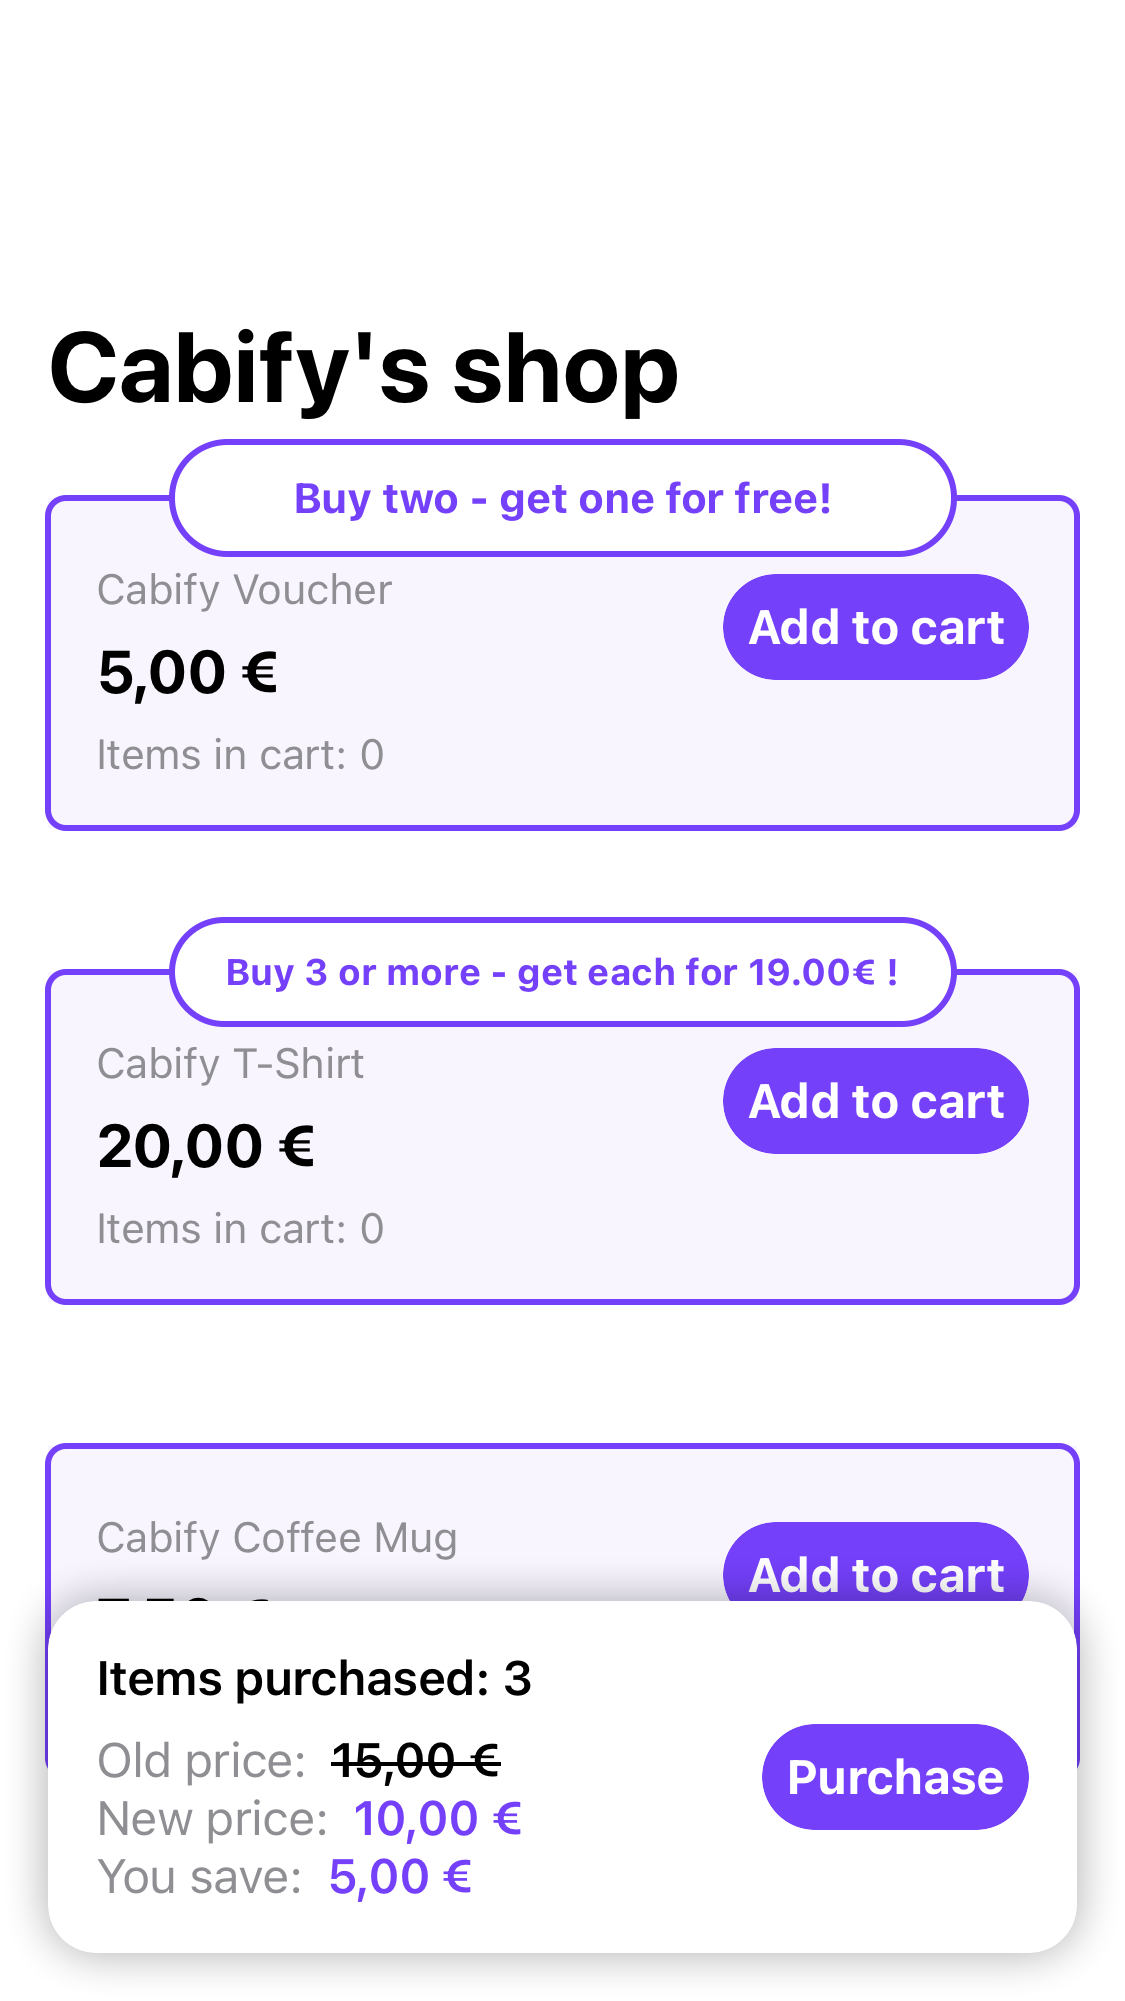 Cabify's shop
Buy two - get one for free!
Cabify Voucher
Add to cart
5,00 €
Items in cart: 0
Buy 3 or more - get each for 19.00€ !
Cabify T-Shirt
Add to cart
20,00 €
Items in cart: 0
Cabify Coffee Mug
Add to cart
Items purchased: 3
Old price: 15,00 €
New price: 10,00 €
You save: 5,00 €
Purchase